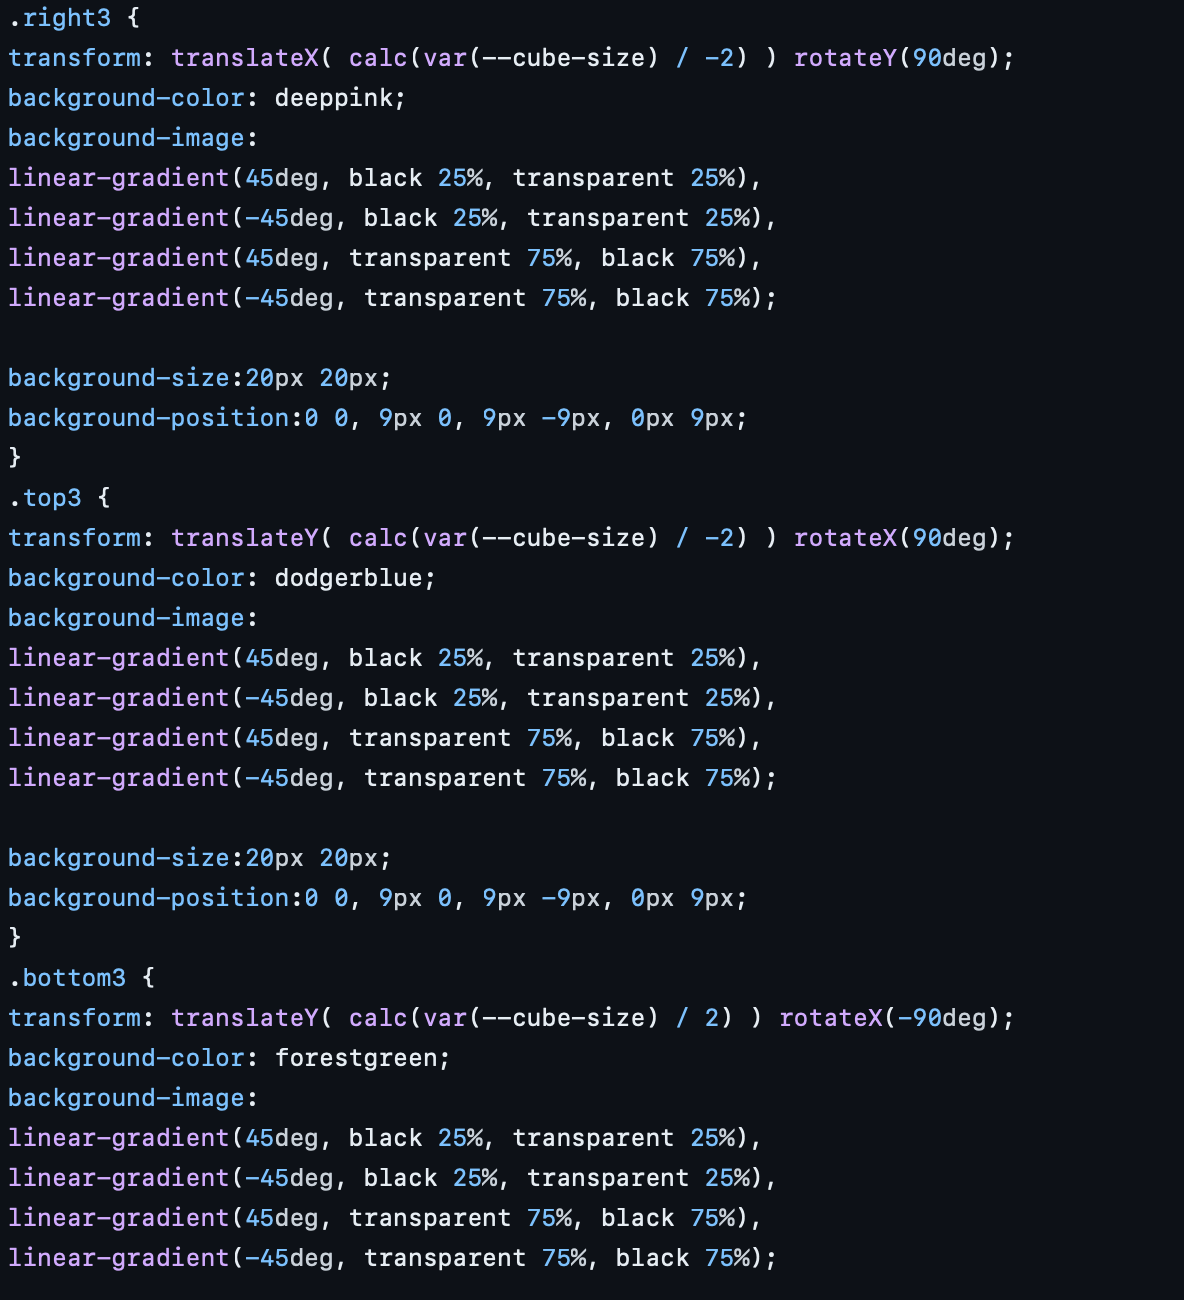 .right3 {
transform: translateX( calc(var(--cube-size) / -2) ) rotateY(90deg);
background-color: deeppink;
background-image:
linear-gradient(45deg, black 25%, transparent 25%),
linear-gradient(-45deg, black 25%, transparent 25%),
linear-gradient(45deg, transparent 75%, black 75%),
linear-gradient(-45deg, transparent 75%, black 75%);

background-size:20px 20px;
background-position:0 0, 9px 0, 9px -9px, 0px 9px;
}
.top3 {
transform: translateY( calc(var(--cube-size) / -2) ) rotateX(90deg);
background-color: dodgerblue;
background-image:
linear-gradient(45deg, black 25%, transparent 25%),
linear-gradient(-45deg, black 25%, transparent 25%),
linear-gradient(45deg, transparent 75%, black 75%),
linear-gradient(-45deg, transparent 75%, black 75%);

background-size:20px 20px;
background-position:0 0, 9px 0, 9px -9px, 0px 9px;
}
.bottom3 {
transform: translateY( calc(var(--cube-size) / 2) ) rotateX(-90deg);
background-color: forestgreen;
background-image:
linear-gradient(45deg, black 25%, transparent 25%),
linear-gradient(-45deg, black 25%, transparent 25%),
linear-gradient(45deg, transparent 75%, black 75%),
linear-gradient(-45deg, transparent 75%, black 75%);